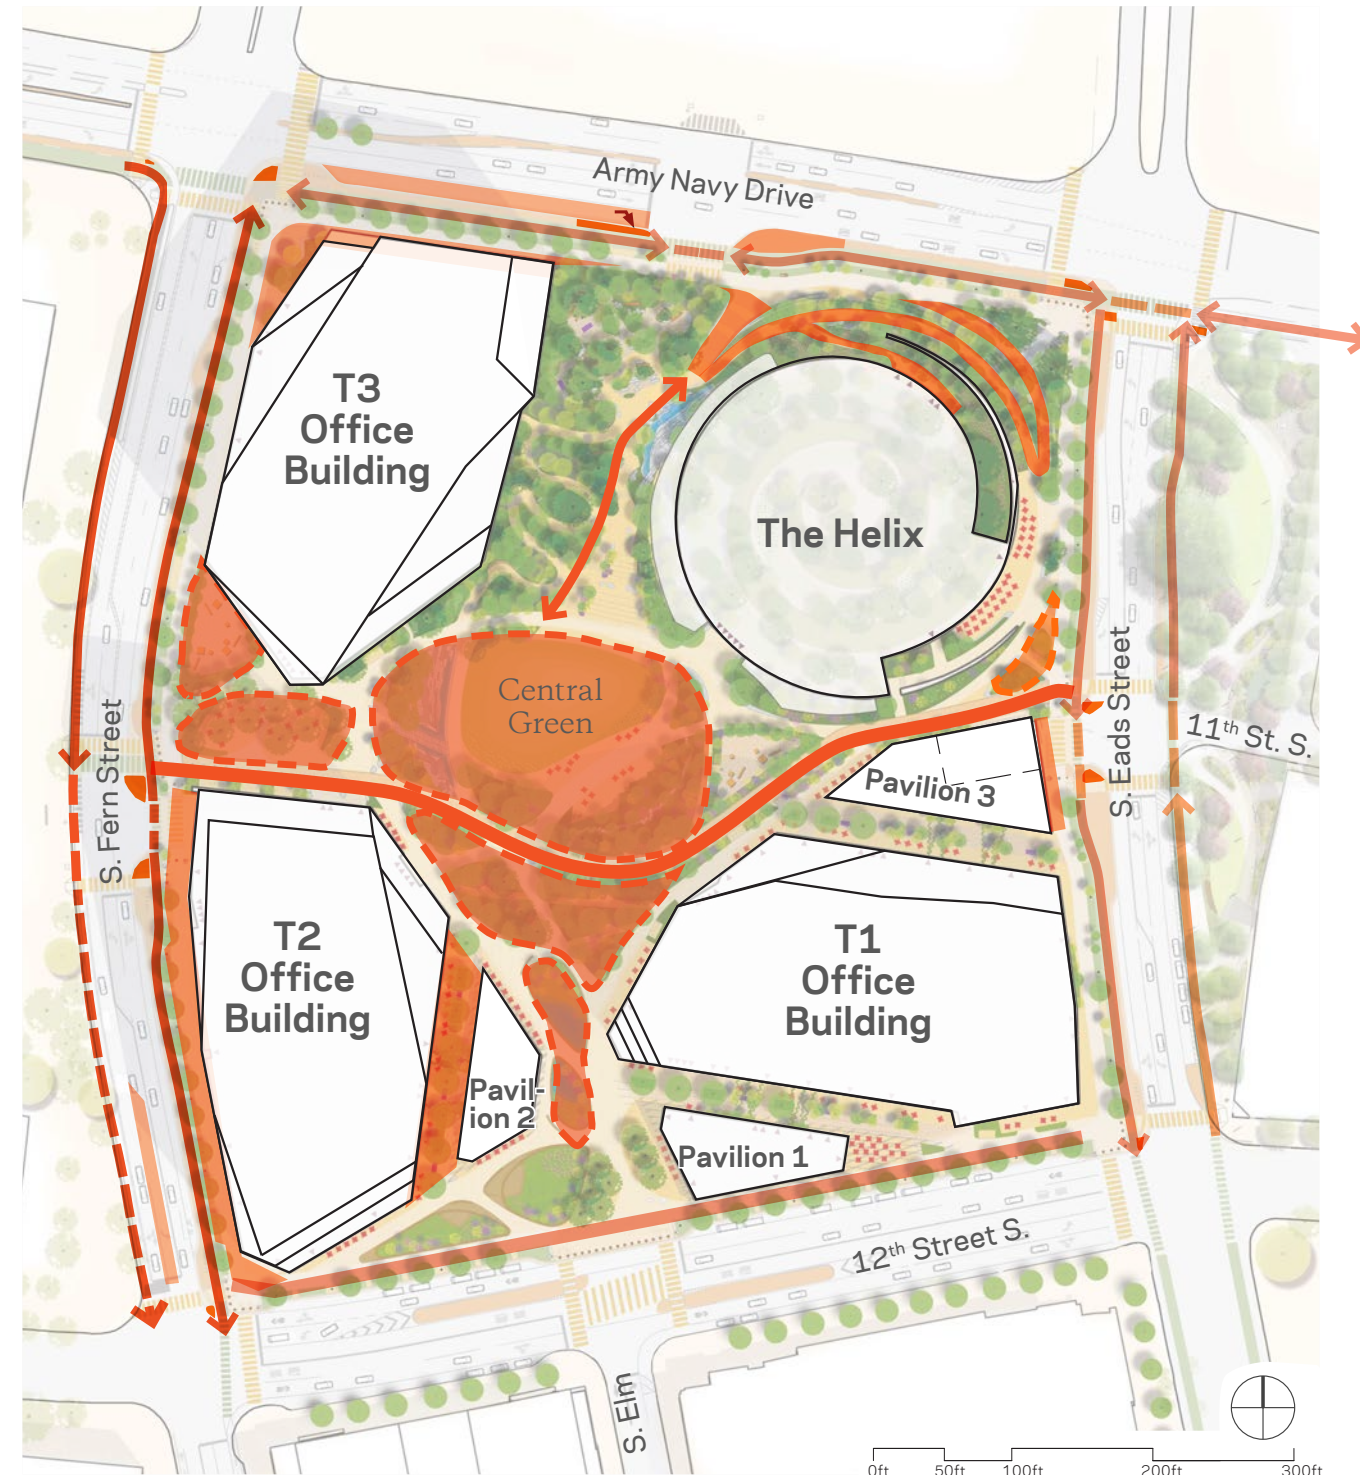 Army Navy Drive
T3
Office
Building
The Helix
Central
Green
S. Fern Street
S. Eads Street
11th St. S.
Pavilion 3
T2
Office
Building
T1
Office
Building
Pavil-
ion 2
Pavilion 1
12th Street S.
S. Elm
0ft 50ft 100ft 200ft 300ft